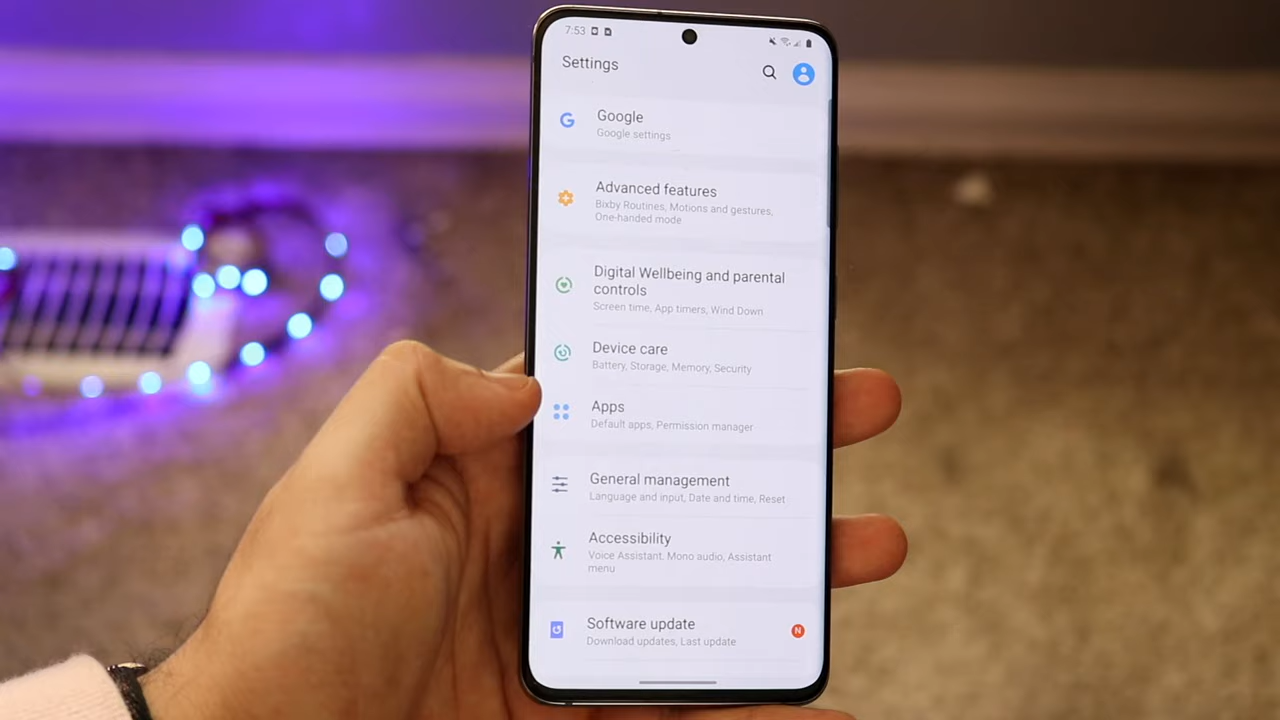 7:53
Settings
Google
Google settings
Advanced features
Bixby Routines, Motions and gestures,
One-handed mode
Digital Wellbeing and parental
controls
Screen time, App timers, Wind Down
Device care
Battery, Storage, Memory, Security
Apps
Default apps, Permission manager
General management
Language and input, Date and time, Reset
Accessibility
Voice Assistant, Mono audio, Assistant
menu
Software update
N
Download updates, Last update